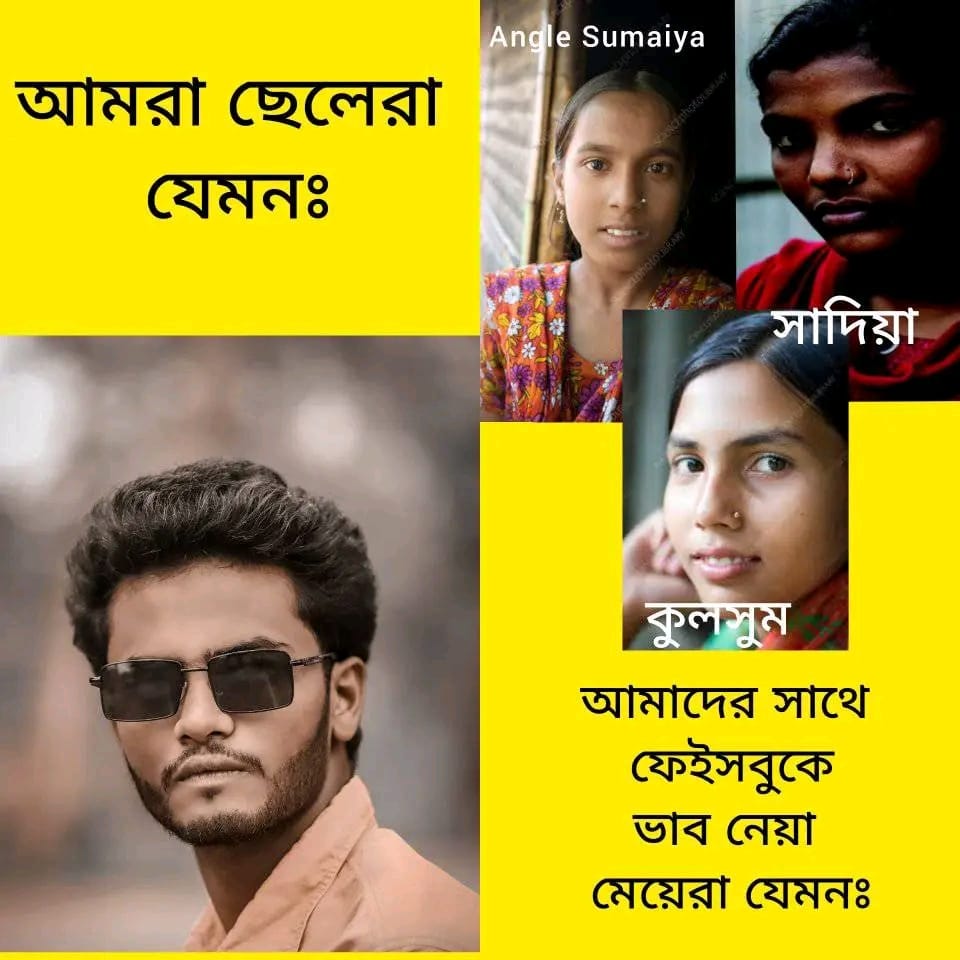 আমরা ছেলেরা
যেমনঃ
Angle Sumaiya
সাদিয়া
কুলসুম
আমাদের সাথে
ফেইসবুকে
ভাব নেয়া
মেয়েরা যেমনঃ